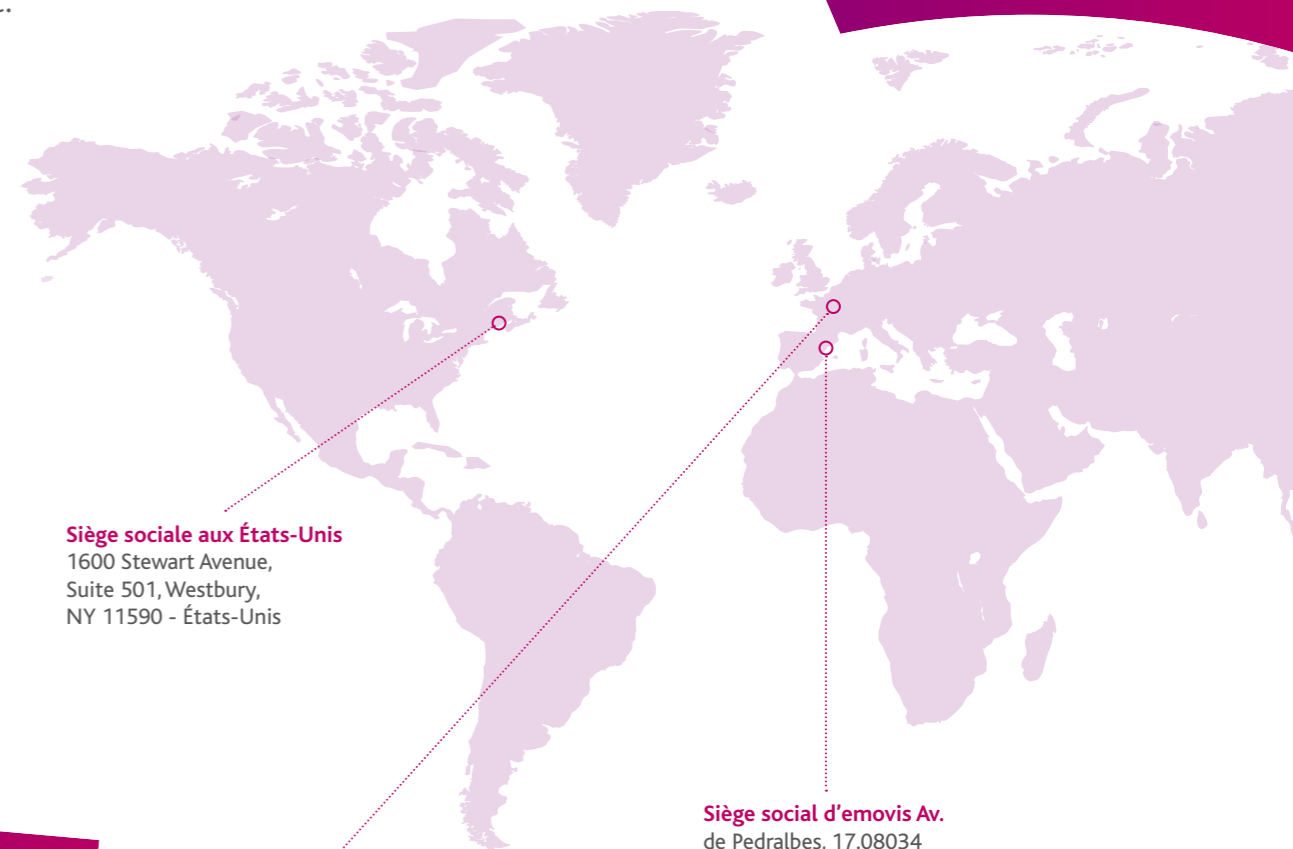 Siège sociale aux États-Unis
1600 Stewart Avenue,
Suite 501, Westbury,
NY 11590 - États-Unis
Siège social d'emovis Av.
de Pedralbes, 17.08034